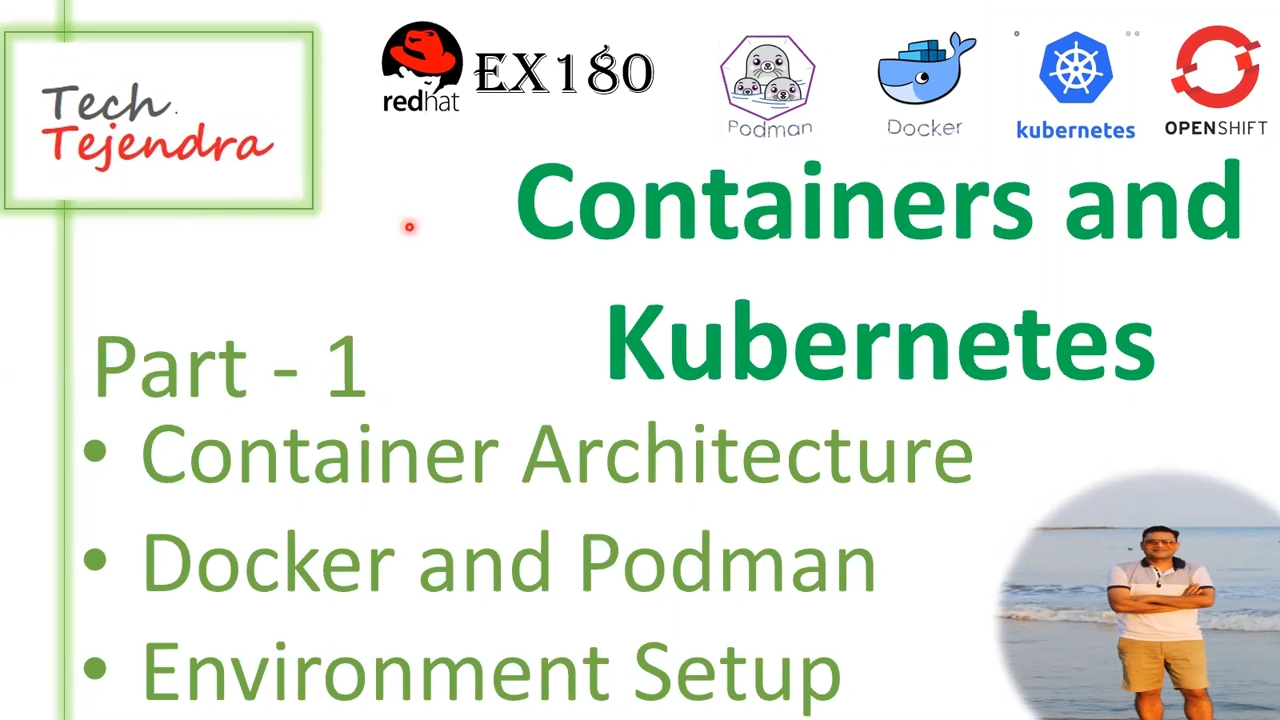 Tech
Tejendra
redhat
EX180
Podman
Docker
kubernetes
OPENSHIFT
Containers and
Kubernetes
Part - 1
• Container Architecture
• Docker and Podman
• Environment Setup